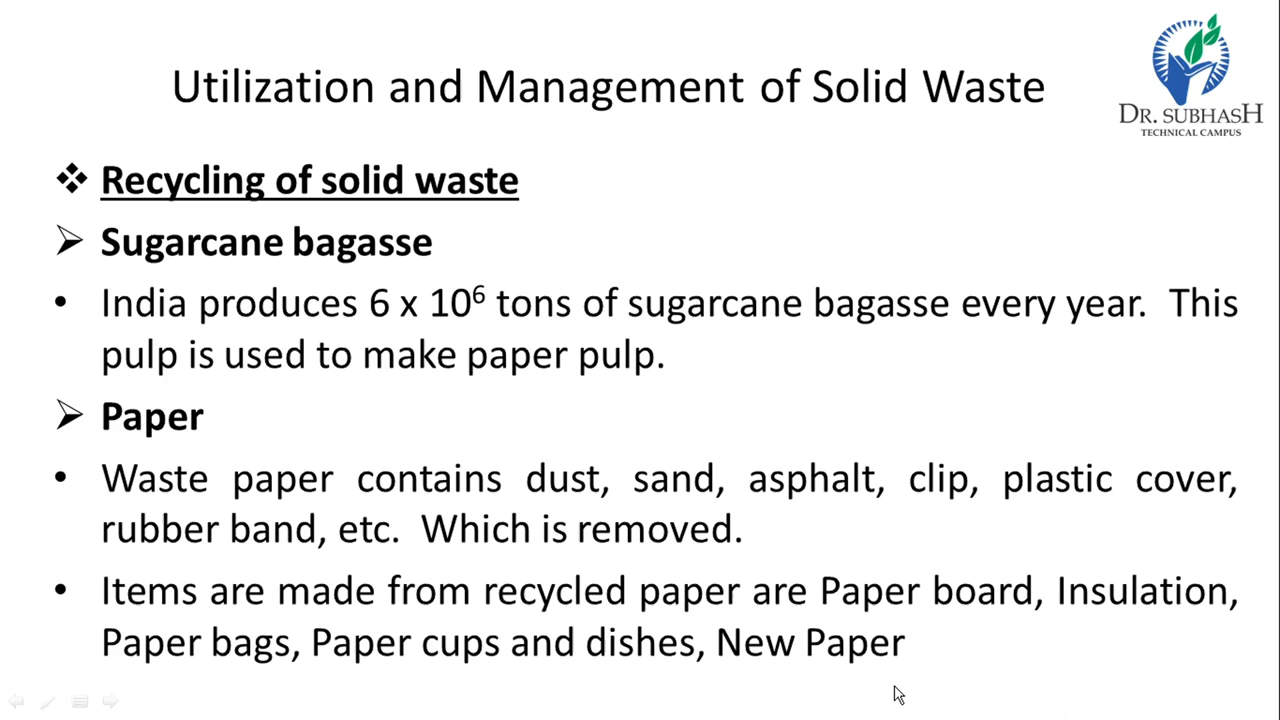 Utilization and Management of Solid Waste
DR. SUBHASH
TECHNICAL CAMPUS
❖ Recycling of solid waste
➢ Sugarcane bagasse
• India produces 6 x 10⁶ tons of sugarcane bagasse every year. This
pulp is used to make paper pulp.
➢ Paper
• Waste paper contains dust, sand, asphalt, clip, plastic cover,
rubber band, etc. Which is removed.
• Items are made from recycled paper are Paper board, Insulation,
Paper bags, Paper cups and dishes, New Paper